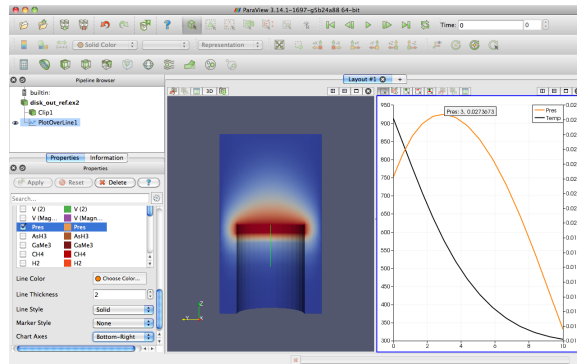 ParaView 3.14.1-1697-g5b24a88 64-bit
Time: 0
0
Solid Color
Representation
Pipeline Browser
builtin:
disk_out_ref.ex2
Clip1
PlotOverLine1
Properties Information
Properties
Apply Reset Delete ?
Search...
V (2) V (2)
V (Mag... V (Magn...
Pres Pres
AsH3 AsH3
GaMe3 GaMe3
CH4 CH4
H2 H2
Line Color Choose Color...
Line Thickness 2
Line Style Solid
Marker Style None
Chart Axes Bottom-Right
Layout #1 +
3D
Z
Y X
Pres: 3, 0.0273673
Pres
Temp
950
900
850
800
750
700
650
600
550
500
450
400
350
300
0 2 4 6 8 10